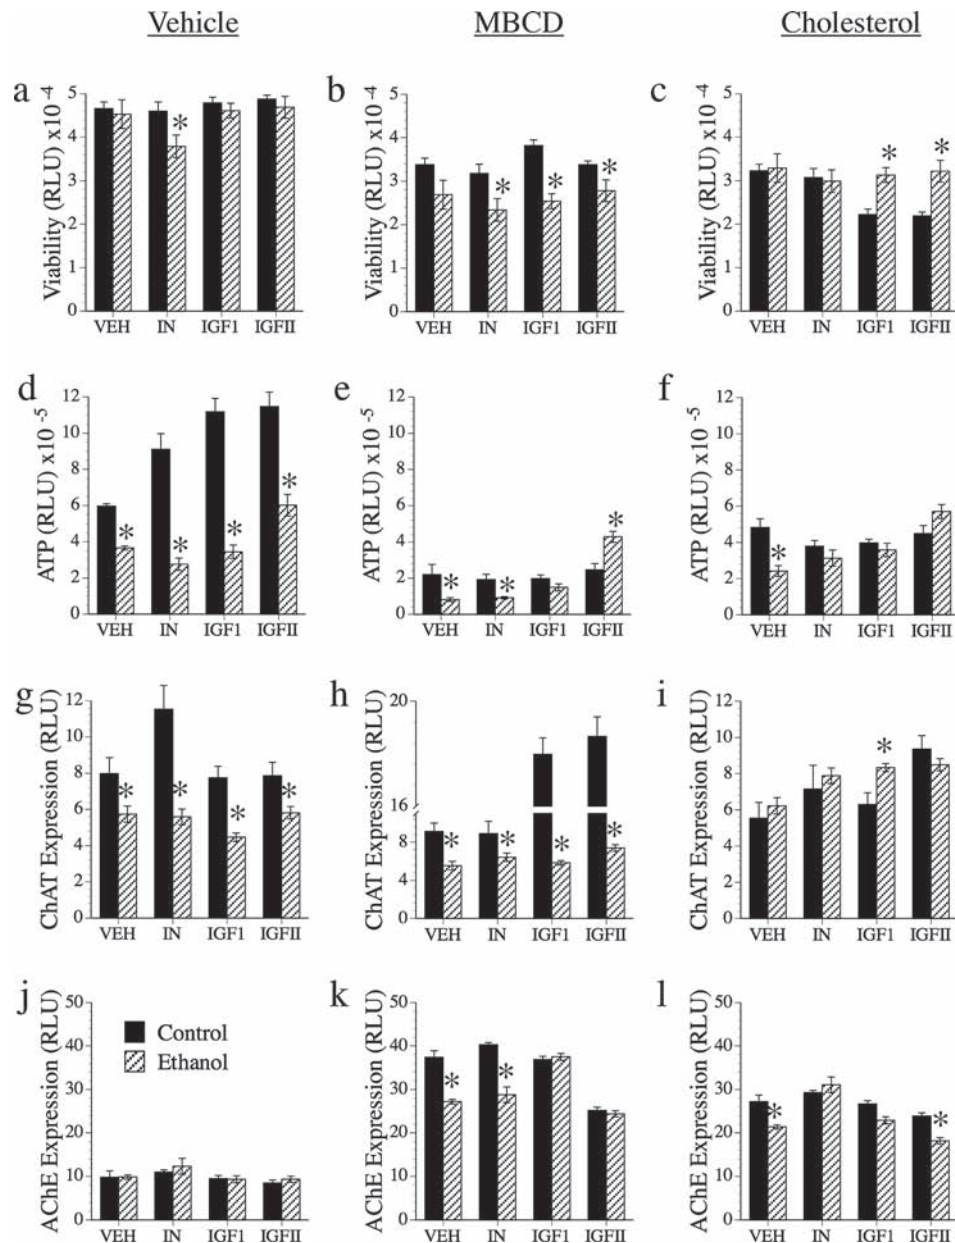 Vehicle MBCD Cholesterol
a b c
Viability (RLU) x10 -4
5
4
3
2
1
0
*
VEH IN IGF1 IGFII
Viability (RLU) x10 -4
5
4
3
2
1
0
* * *
VEH IN IGF1 IGFII
Viability (RLU) x10 -4
5
4
3
2
1
0
* *
VEH IN IGF1 IGFII
d e f
ATP (RLU) x10 -5
12
10
8
6
4
2
0
* * * *
VEH IN IGF1 IGFII
ATP (RLU) x10 -5
12
10
8
6
4
2
0
* * *
VEH IN IGF1 IGFII
ATP (RLU) x10 -5
12
10
8
6
4
2
0
*
VEH IN IGF1 IGFII
g h i
ChAT Expression (RLU)
12
10
8
6
4
2
0
* * * *
VEH IN IGF1 IGFII
ChAT Expression (RLU)
20
16
8
4
0
* * * *
VEH IN IGF1 IGFII
ChAT Expression (RLU)
12
10
8
6
4
2
0
*
VEH IN IGF1 IGFII
j k l
AChE Expression (RLU)
50
40
30
20
10
0
Control
Ethanol
VEH IN IGF1 IGFII
AChE Expression (RLU)
50
40
30
20
10
0
* *
VEH IN IGF1 IGFII
AChE Expression (RLU)
50
40
30
20
10
0
* *
VEH IN IGF1 IGFII